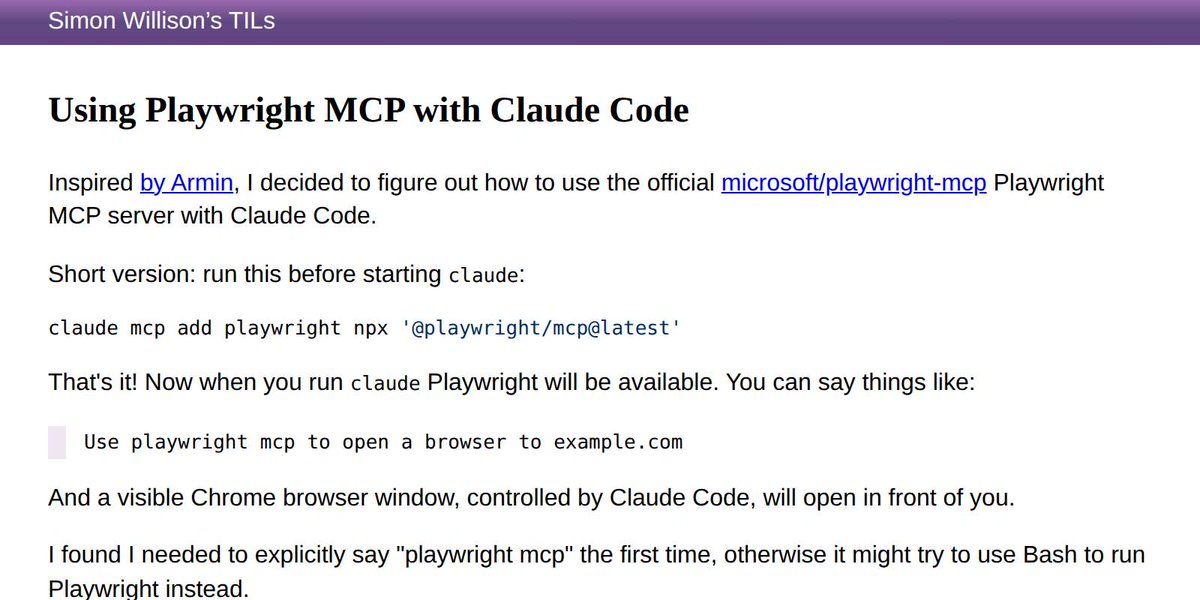 Simon Willison’s TILs
Using Playwright MCP with Claude Code
Inspired by Armin, I decided to figure out how to use the official microsoft/playwright-mcp Playwright
MCP server with Claude Code.
Short version: run this before starting claude:
claude mcp add playwright npx '@playwright/mcp@latest'
That's it! Now when you run claude Playwright will be available. You can say things like:
Use playwright mcp to open a browser to example.com
And a visible Chrome browser window, controlled by Claude Code, will open in front of you.
I found I needed to explicitly say "playwright mcp" the first time, otherwise it might try to use Bash to run
Playwright instead.